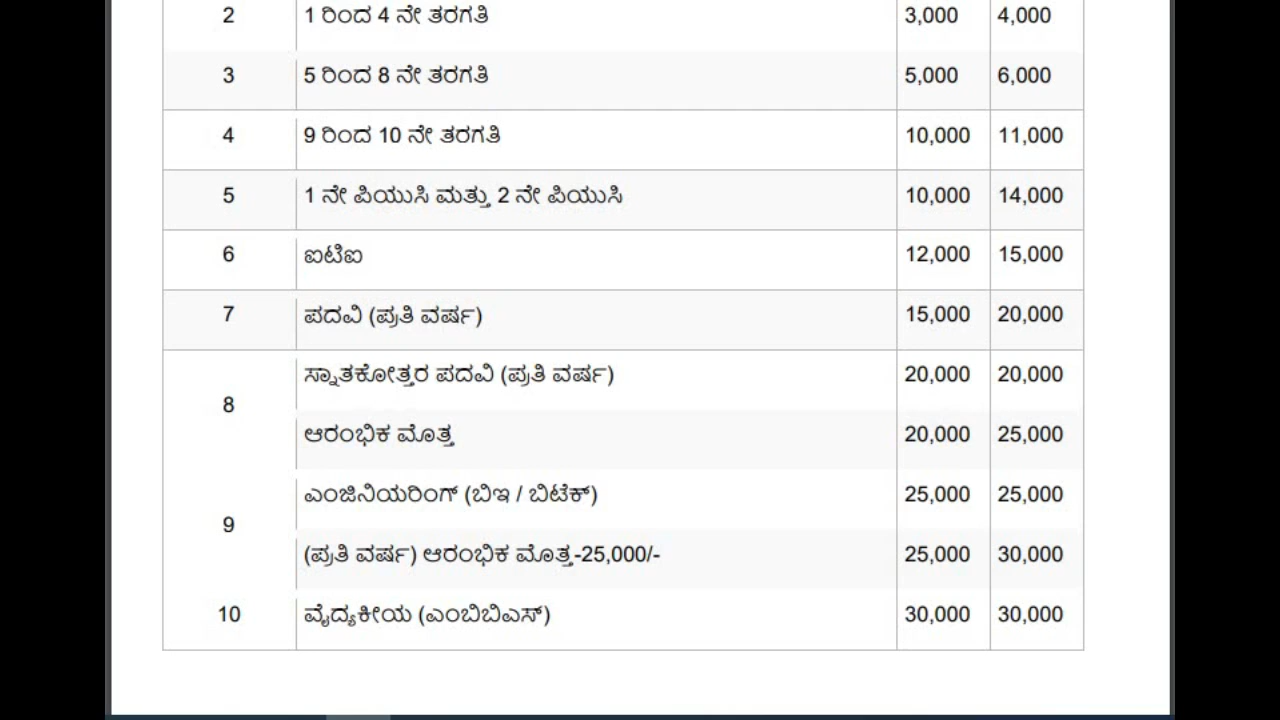 2 1 ರಿಂದ 4 ನೇ ತರಗತಿ 3,000 4,000
3 5 ರಿಂದ 8 ನೇ ತರಗತಿ 5,000 6,000
4 9 ರಿಂದ 10 ನೇ ತರಗತಿ 10,000 11,000
5 1 ನೇ ಪಿಯುಸಿ ಮತ್ತು 2 ನೇ ಪಿಯುಸಿ 10,000 14,000
6 ಐಟಿಐ 12,000 15,000
7 ಪದವಿ (ಪ್ರತಿ ವರ್ಷ) 15,000 20,000
8 ಸ್ನಾತಕೋತ್ತರ ಪದವಿ (ಪ್ರತಿ ವರ್ಷ) 20,000 20,000
ಆರಂಭಿಕ ಮೊತ್ತ 20,000 25,000
9 ಎಂಜಿನಿಯರಿಂಗ್ (ಬಿಇ / ಬಿಟೆಕ್) 25,000 25,000
(ಪ್ರತಿ ವರ್ಷ) ಆರಂಭಿಕ ಮೊತ್ತ-25,000/- 25,000 30,000
10 ವೈದ್ಯಕೀಯ (ಎಂಬಿಬಿಎಸ್) 30,000 30,000